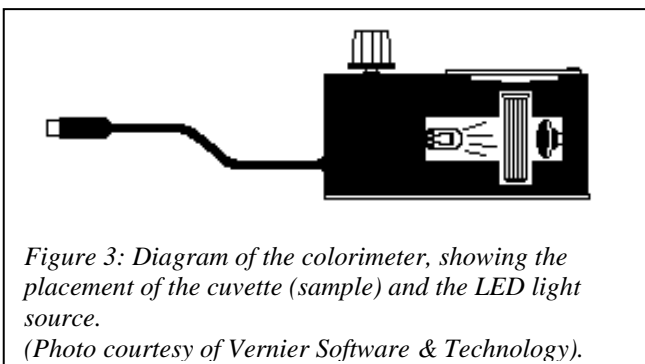 Figure 3: Diagram of the colorimeter, showing the
placement of the cuvette (sample) and the LED light
source.
(Photo courtesy of Vernier Software & Technology).